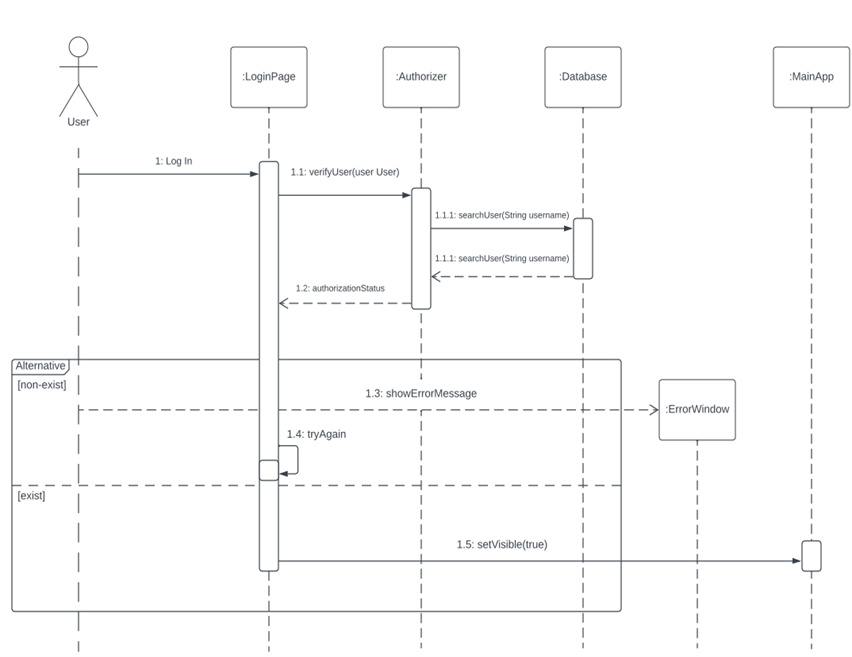 :LoginPage
:Authorizer
:Database
:MainApp
User
1: Log In
1.1: verifyUser(user User)
1.1.1: searchUser(String username)
1.1.1: searchUser(String username)
1.2: authorizationStatus
Alternative
[non-exist]
1.3: showErrorMessage
:ErrorWindow
1.4: tryAgain
[exist]
1.5: setVisible(true)